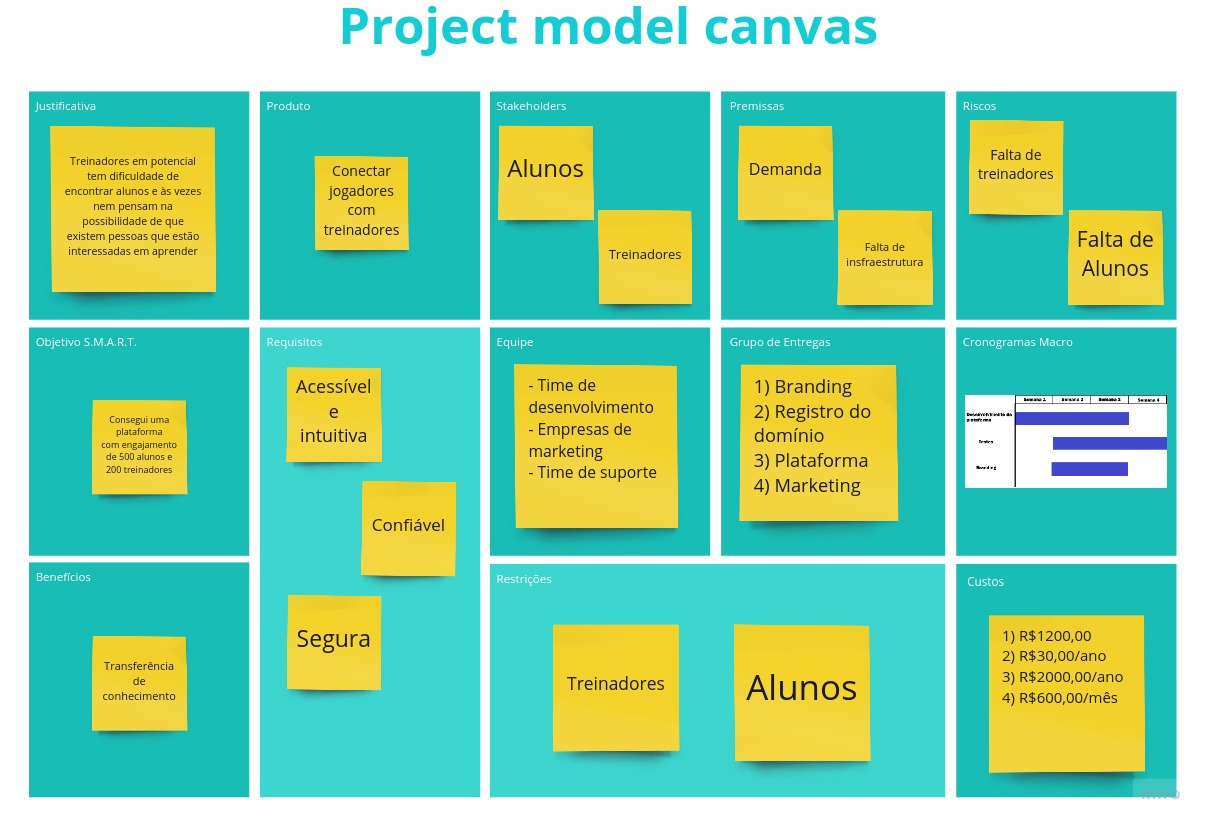 Project model canvas
Justificativa
Treinadores em potencial
tem dificuldade de
encontrar alunos e às vezes
nem pensam na
possibilidade de que
existem pessoas que estão
interessadas em aprender
Produto
Conectar
jogadores
com
treinadores
Stakeholders
Alunos
Treinadores
Premissas
Demanda
Falta de
insfraestrutura
Riscos
Falta de
treinadores
Falta de
Alunos
Objetivo S.M.A.R.T.
Consegui uma
plataforma
com engajamento
de 500 alunos e
200 treinadores
Requisitos
Acessível
e
intuitiva
Confiável
Segura
Equipe
- Time de
desenvolvimento
- Empresas de
marketing
- Time de suporte
Grupo de Entregas
1) Branding
2) Registro do
domínio
3) Plataforma
4) Marketing
Cronogramas Macro
Semana 1 Semana 2 Semana 3 Semana 4
Desenvolvimento da
plataforma
Testes
Branding
Benefícios
Transferência
de
conhecimento
Restrições
Treinadores
Alunos
Custos
1) R$1200,00
2) R$30,00/ano
3) R$2000,00/ano
4) R$600,00/mês
miro